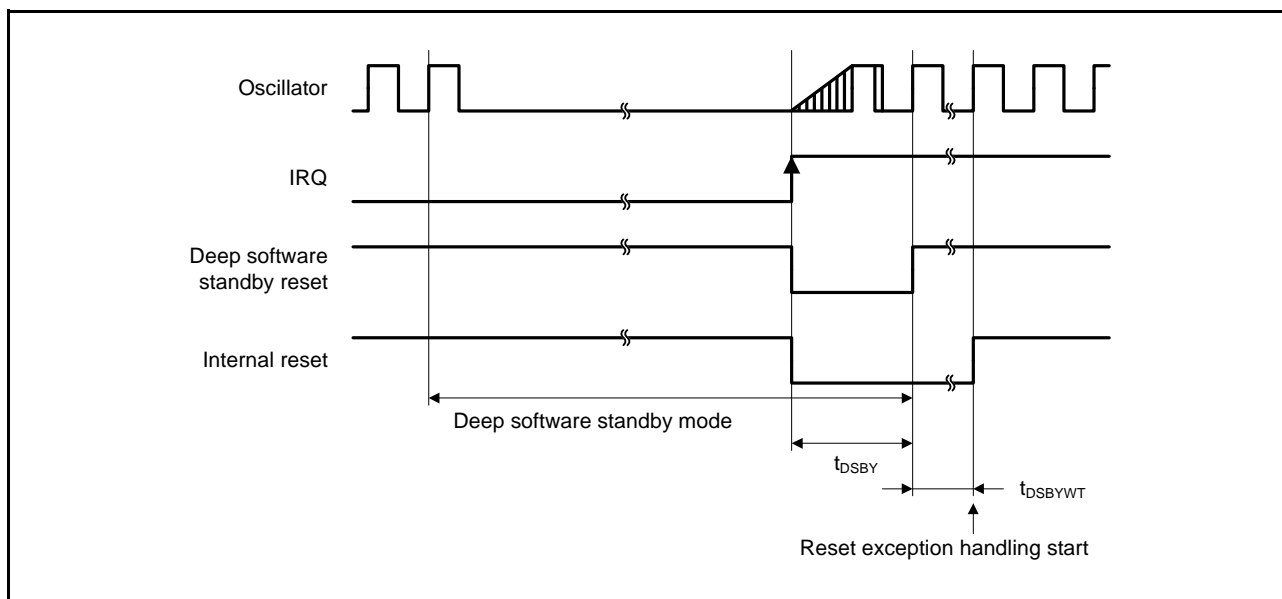 Oscillator
IRQ
Deep software
standby reset
Internal reset
Deep software standby mode
tDSBY
tDSBYWT
Reset exception handling start